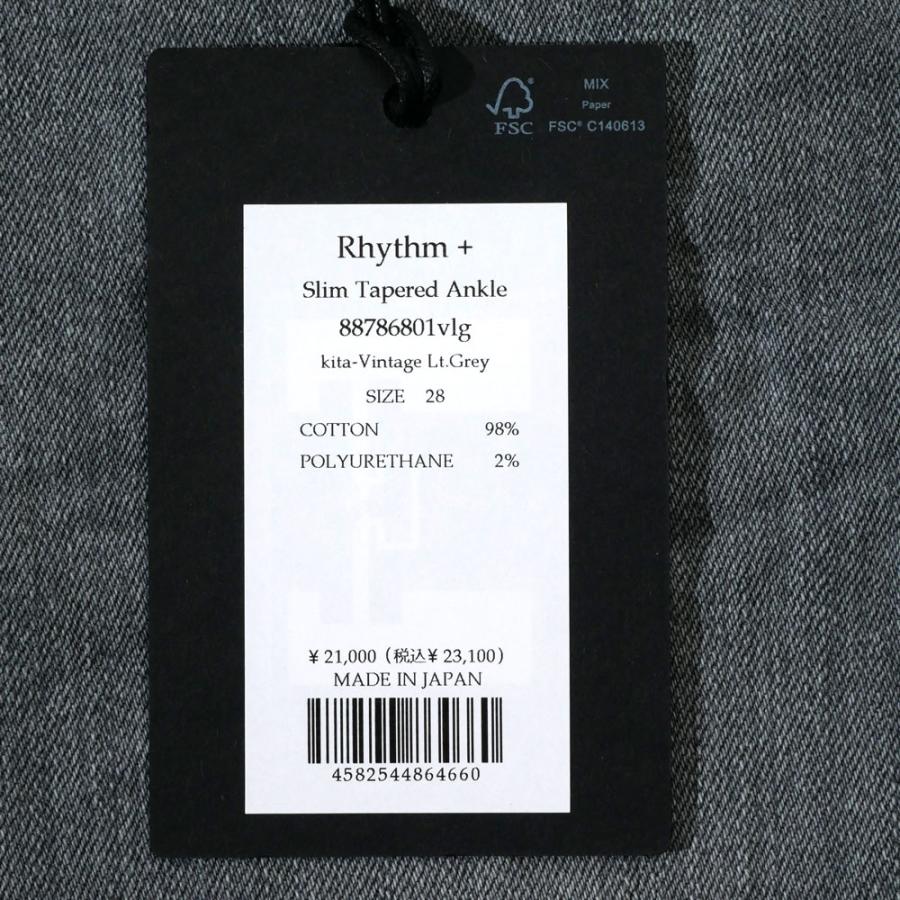 MIX
Paper
FSC® C140613
FSC
Rhythm +
Slim Tapered Ankle
88786801vlg
kita-Vintage Lt.Grey
SIZE 28
COTTON 98%
POLYURETHANE 2%
¥ 21,000（税込¥ 23,100）
MADE IN JAPAN
4582544864660